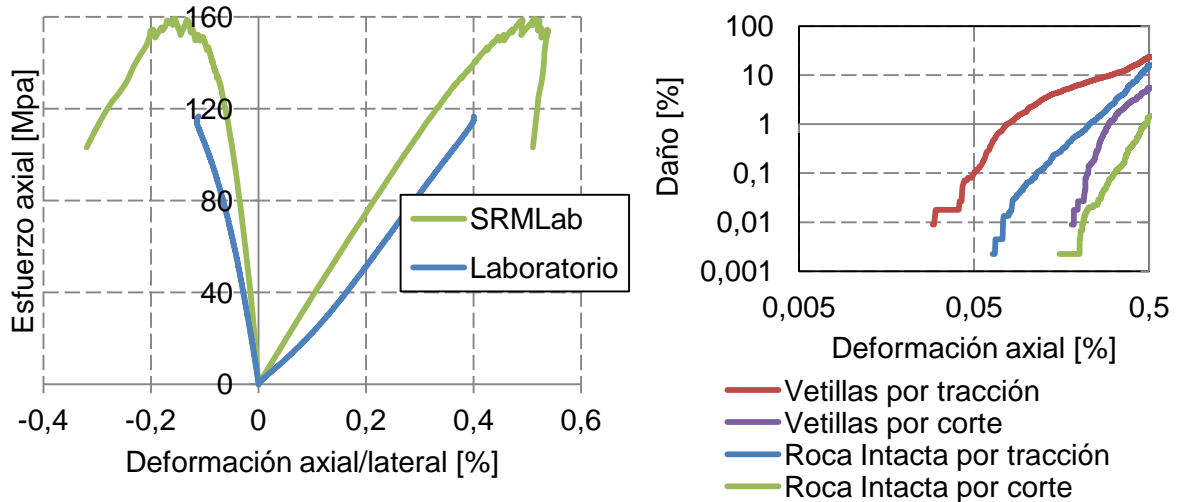 Esfuerzo axial [Mpa]
160
120
80
40
0
-0,4
-0,2
0
0,2
0,4
0,6
Deformación axial/lateral [%]
SRMLab
Laboratorio
Daño [%]
100
10
1
0,1
0,01
0,001
0,005
0,05
0,5
Deformación axial [%]
Vetillas por tracción
Vetillas por corte
Roca Intacta por tracción
Roca Intacta por corte